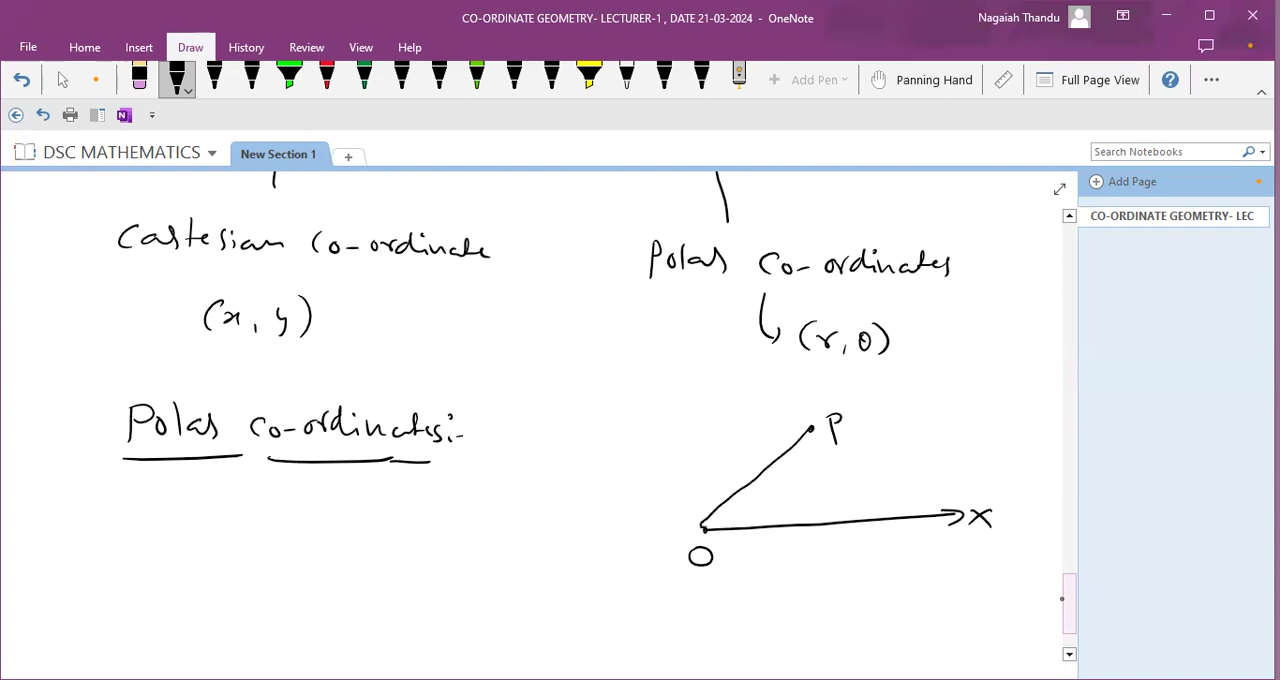 CO-ORDINATE GEOMETRY- LECTURER-1 , DATE 21-03-2024 - OneNote
Nagaiah Thandu
File Home Insert Draw History Review View Help
Add Pen Panning Hand Full Page View
DSC MATHEMATICS New Section 1 Search Notebooks
Add Page
CO-ORDINATE GEOMETRY- LEC
Cartesian co-ordinate
Polar co-ordinates
(x, y)
(r, θ)
Polar co-ordinates:-
P
X
O